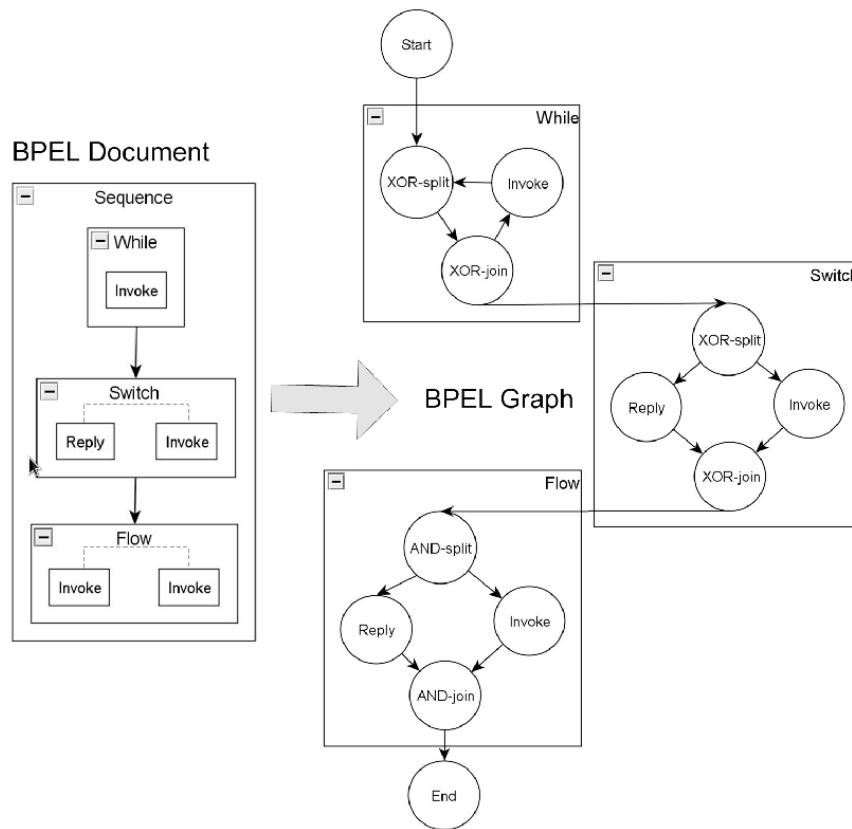 Start
While
XOR-split
Invoke
XOR-join
BPEL Document
Sequence
While
Invoke
Switch
Reply
Invoke
Flow
Invoke
Invoke
BPEL Graph
Switch
XOR-split
Reply
Invoke
XOR-join
Flow
AND-split
Reply
Invoke
AND-join
End